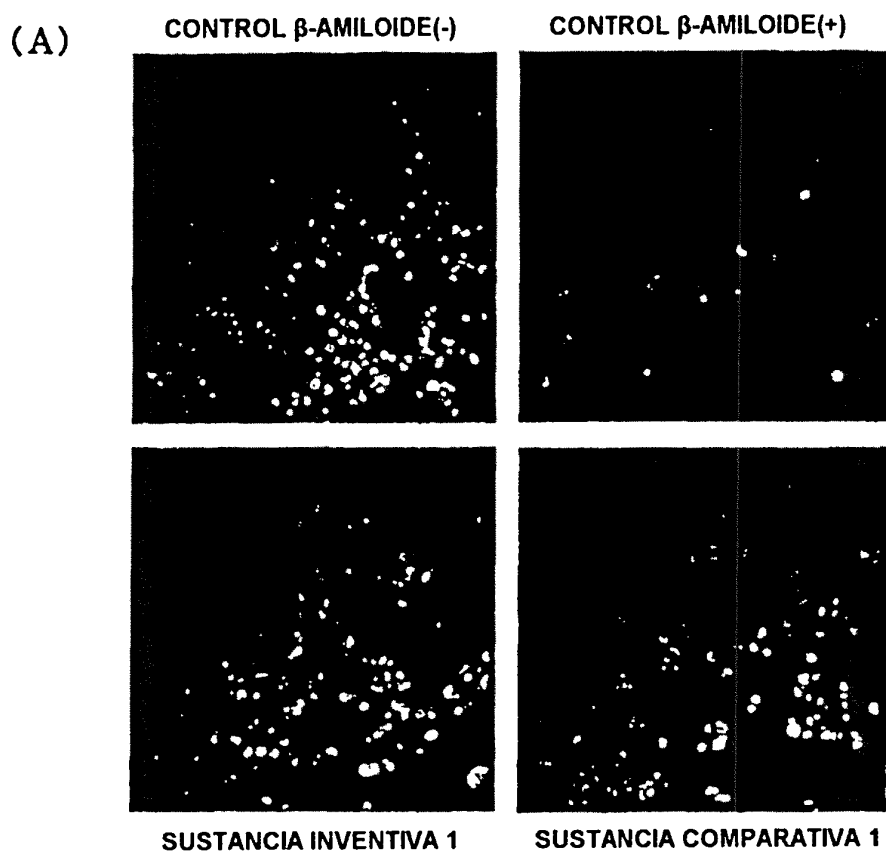 (A)
CONTROL β-AMILOIDE(-)
CONTROL β-AMILOIDE(+)
SUSTANCIA INVENTIVA 1
SUSTANCIA COMPARATIVA 1